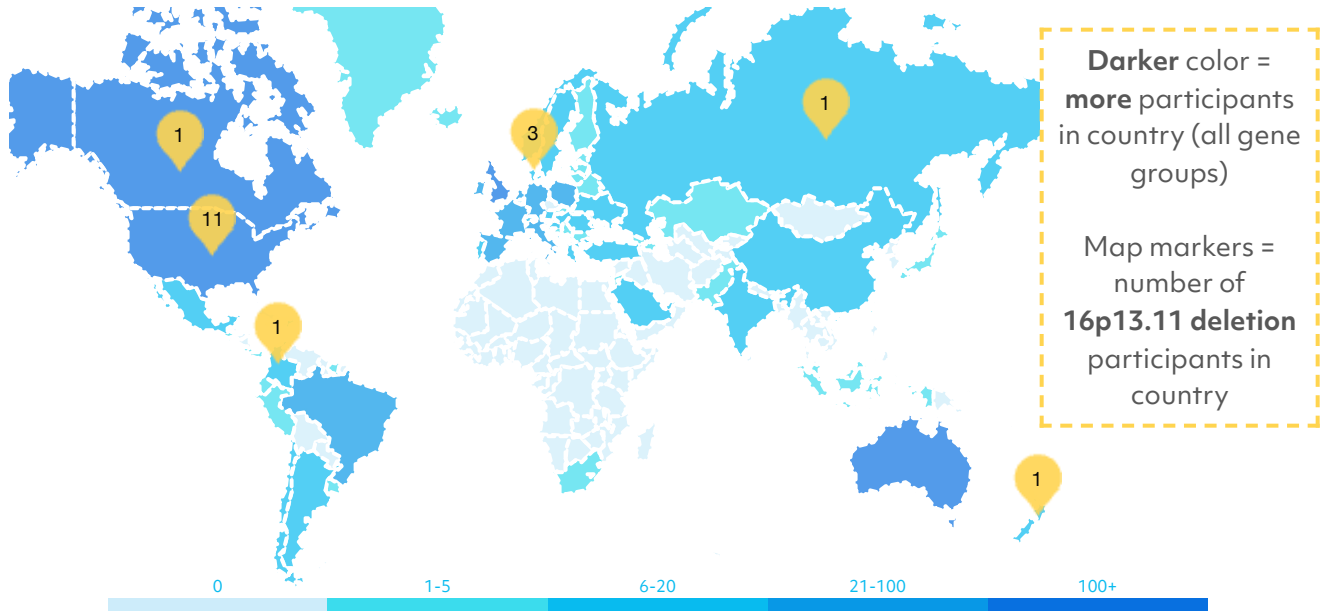 Darker color =
more participants
in country (all gene
groups)
Map markers =
number of
16p13.11 deletion
participants in
country
1
3
1
11
1
1
0 1-5 6-20 21-100 100+